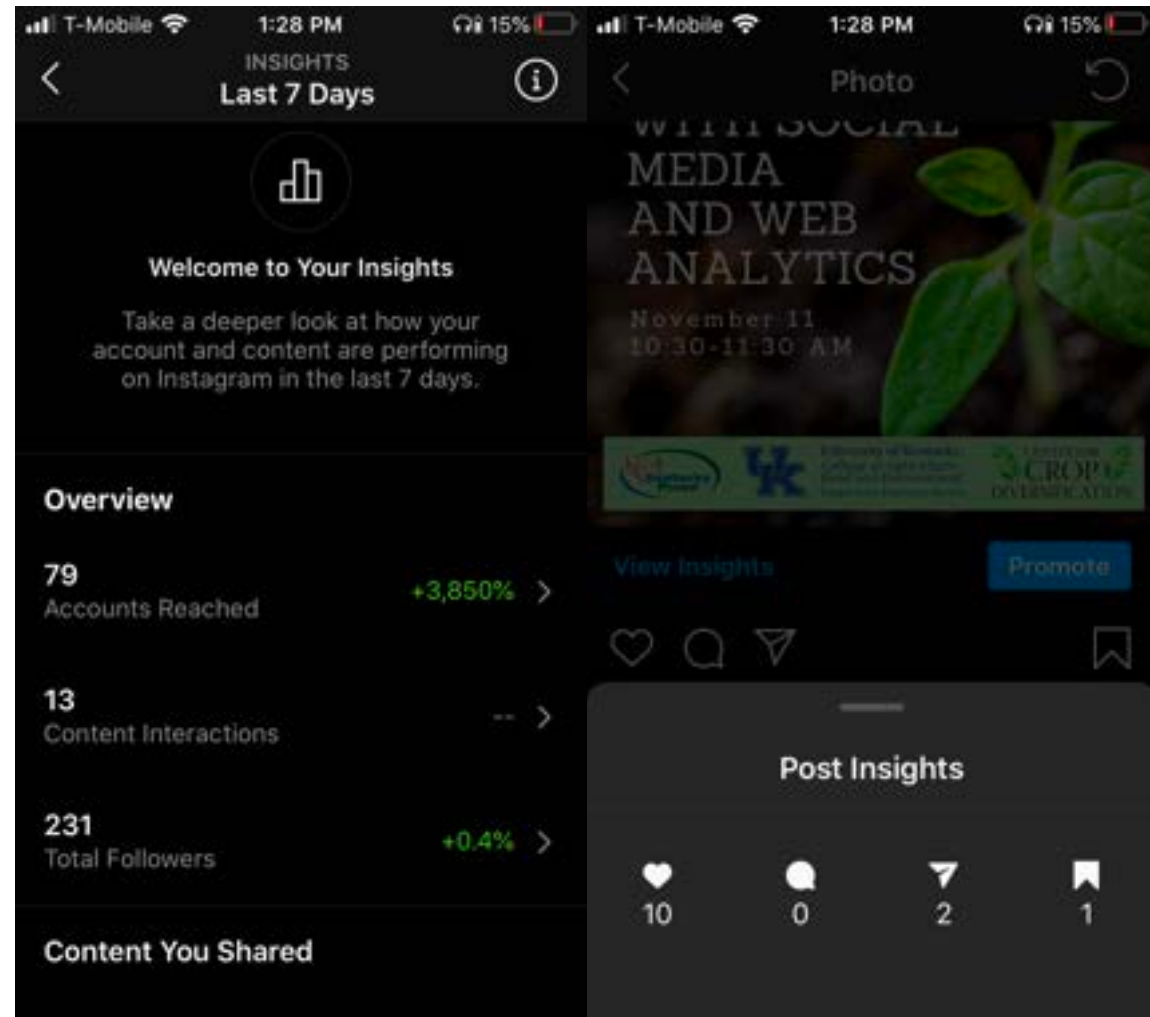 T-Mobile 1:28 PM 15%
INSIGHTS
Last 7 Days
Welcome to Your Insights
Take a deeper look at how your
account and content are performing
on Instagram in the last 7 days.
Overview
79
Accounts Reached
+3,850%
13
Content Interactions
--
231
Total Followers
+0.4%
Content You Shared
T-Mobile 1:28 PM 15%
Photo
WITH SOCIAL
MEDIA
AND WEB
ANALYTICS
November 11
10:30-11:30 AM
UK
CROP
DIVERSIFICATION
View Insights
Promote
Post Insights
10 0 2 1